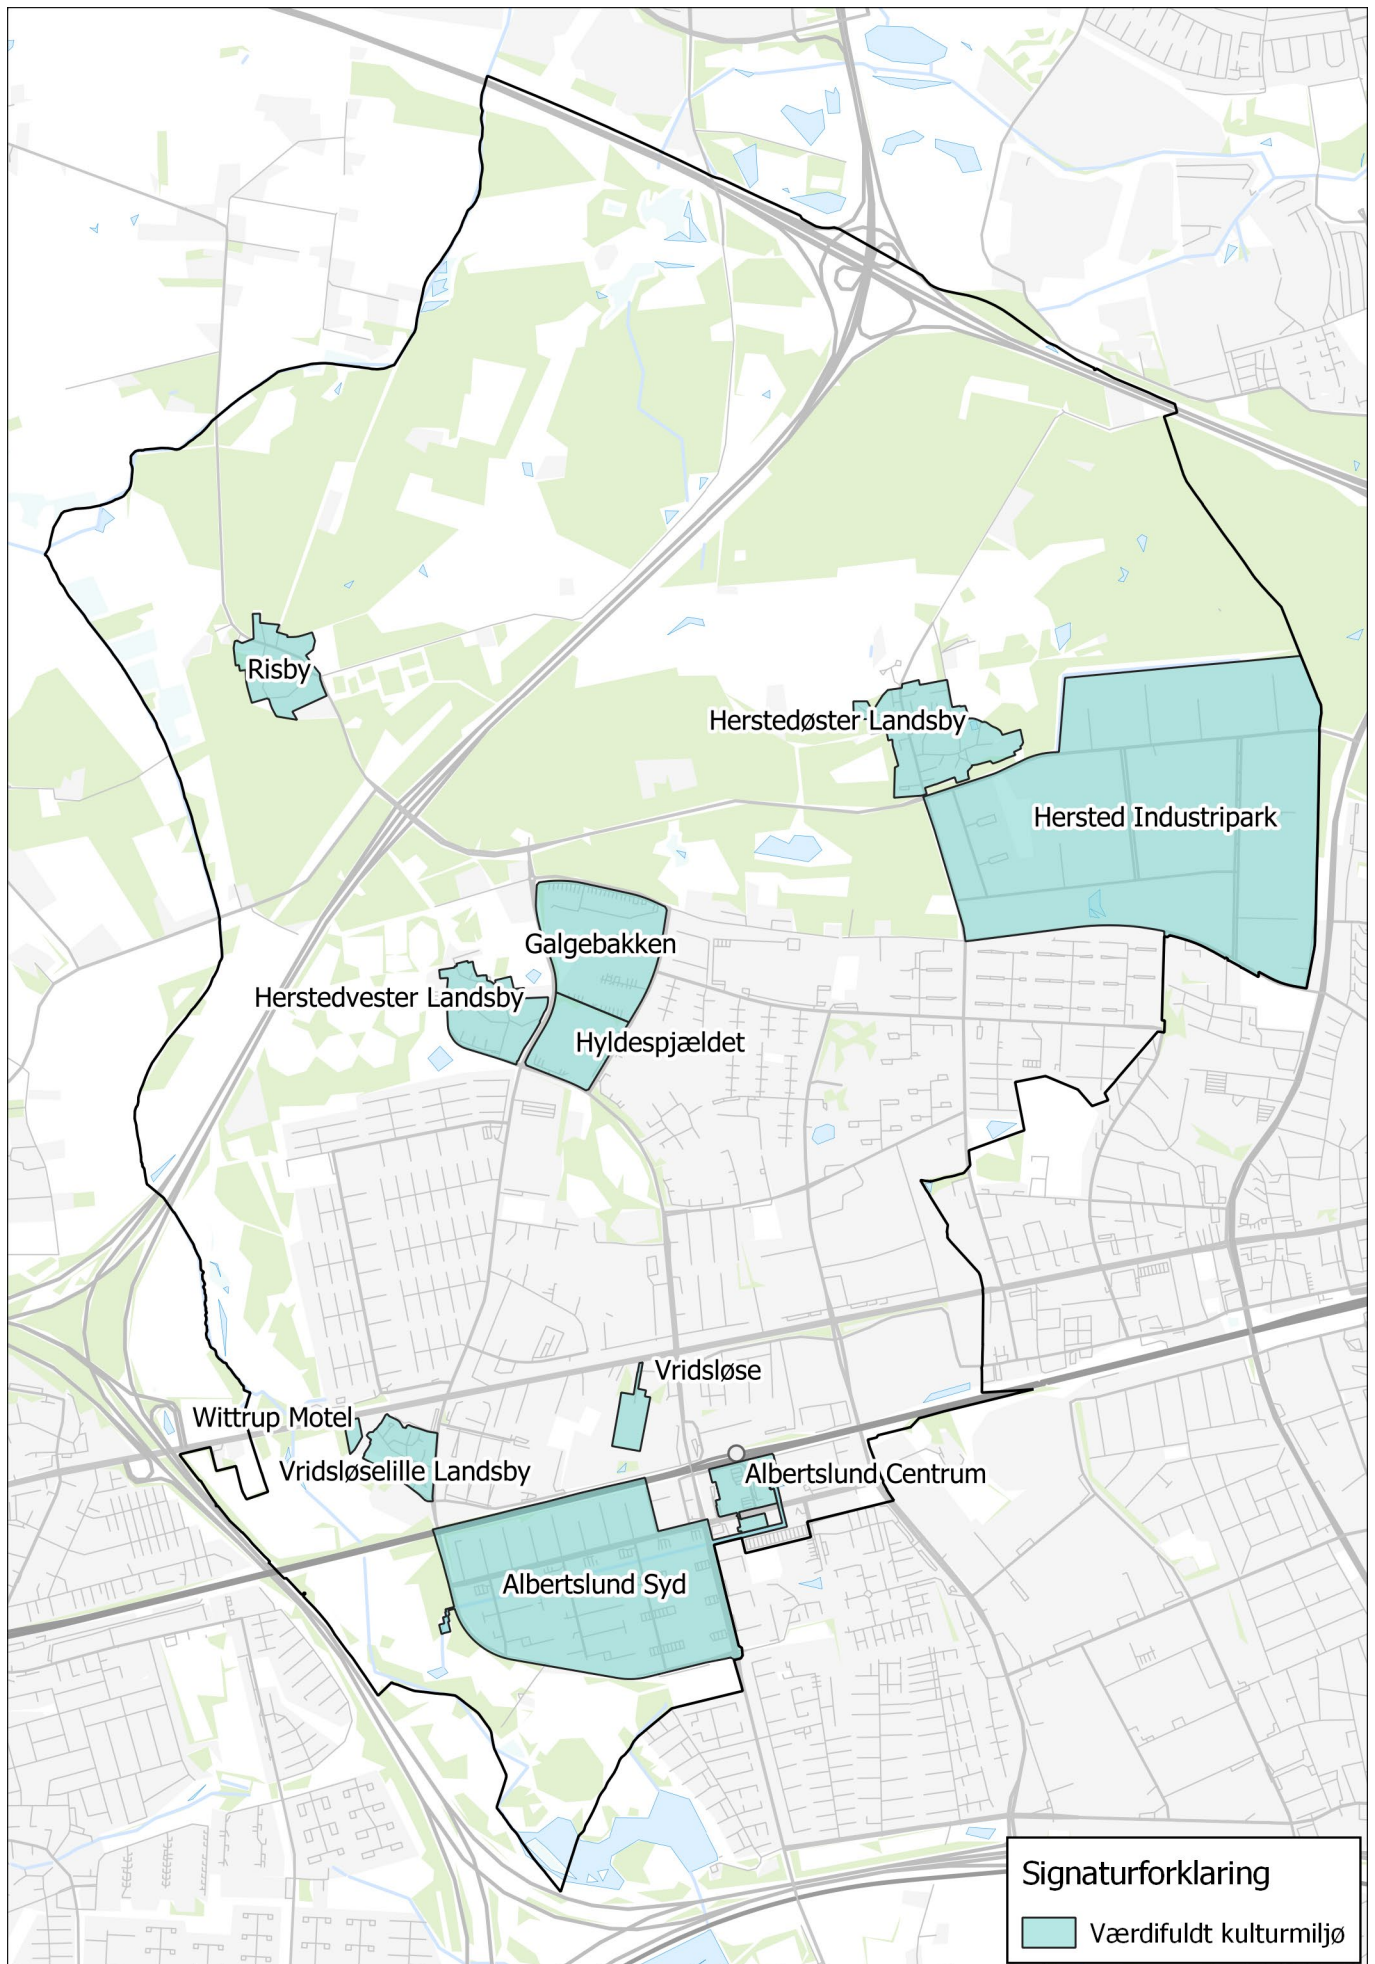 Risby
Herstedøster Landsby
Hersted Industripark
Galgebakken
Herstedvester Landsby
Hyldespjældet
Vridsløse
Wittrup Motel
Vridsløselille Landsby
Albertslund Centrum
Albertslund Syd
Signaturforklaring
Værdifuldt kulturmiljø